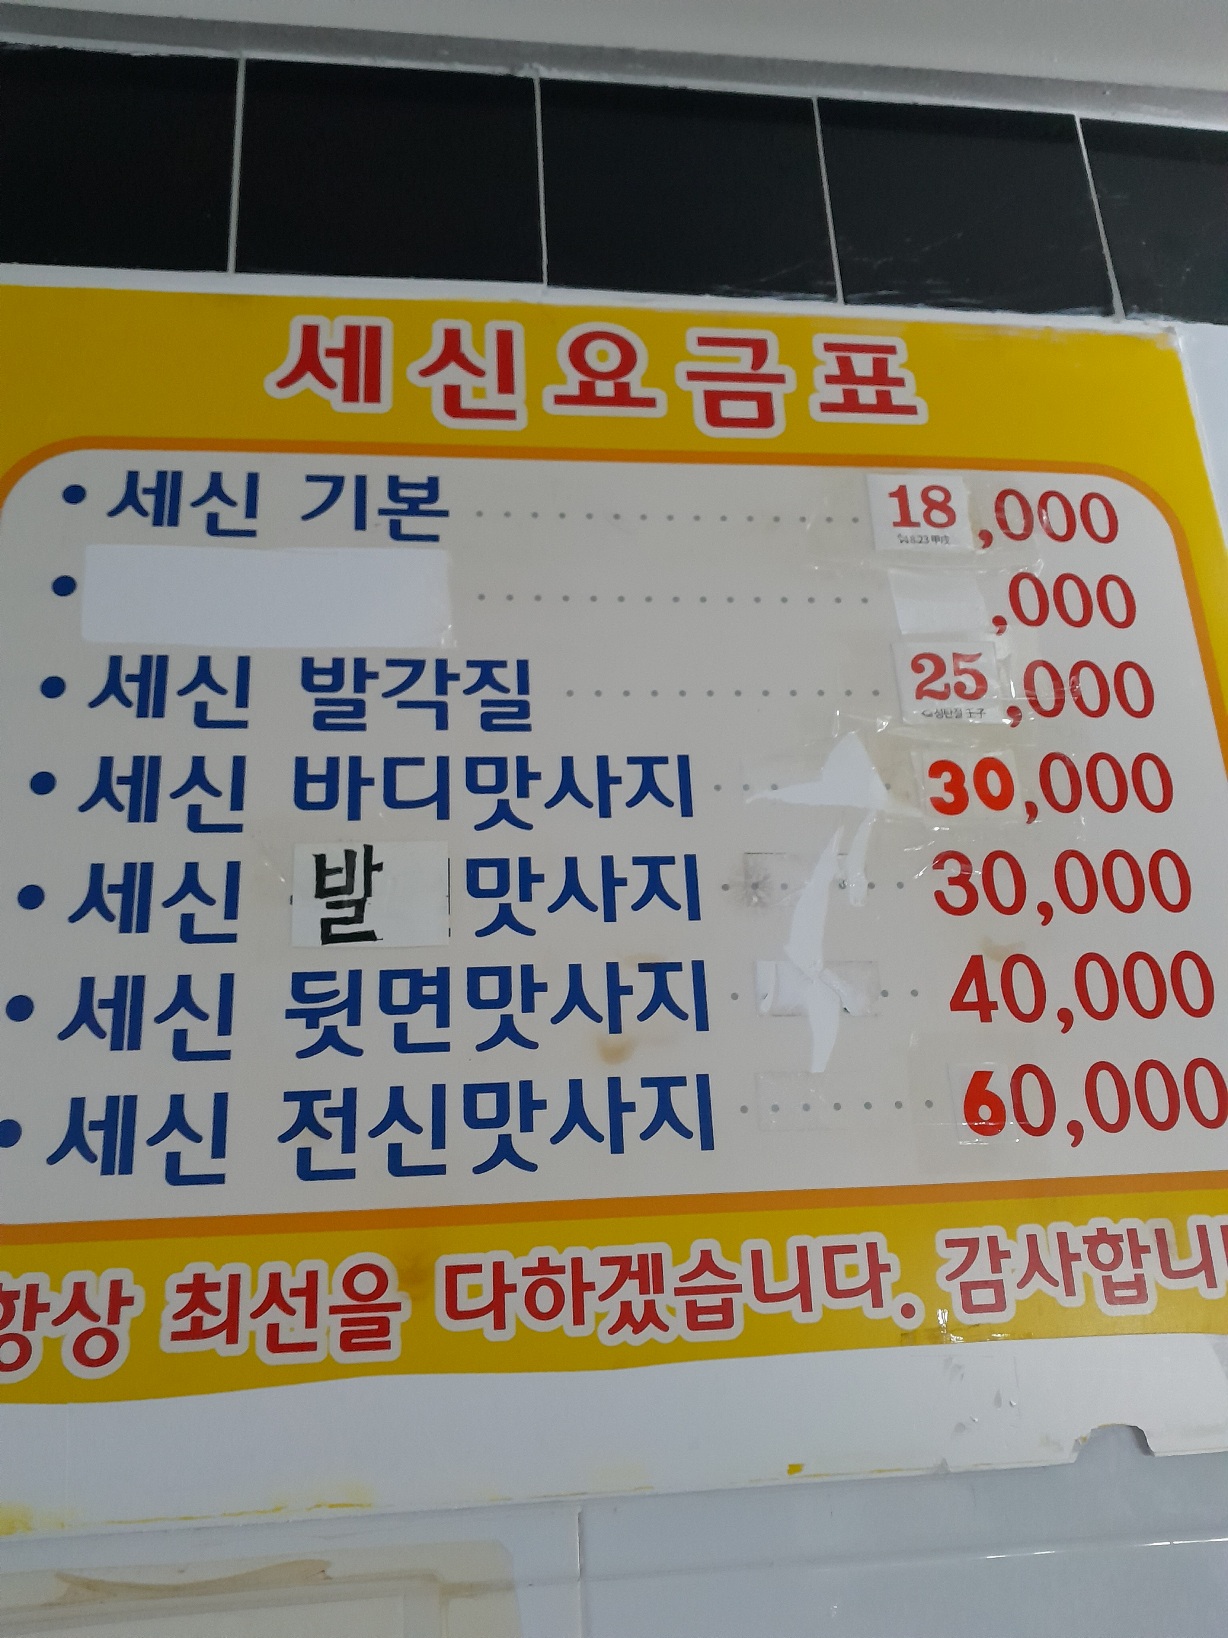 세신요금표
• 세신 기본 18,000
• ,000
• 세신 발각질 25,000
• 세신 바디맛사지 30,000
• 세신 발 맛사지 30,000
• 세신 뒷면맛사지 40,000
• 세신 전신맛사지 60,000
항상 최선을 다하겠습니다. 감사합니